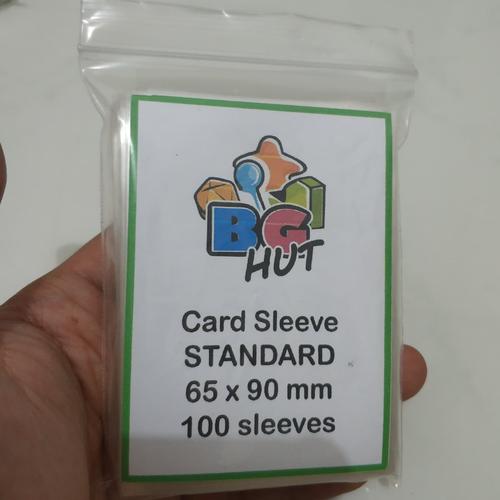 BG
HUT
Card Sleeve
STANDARD
65 x 90 mm
100 sleeves